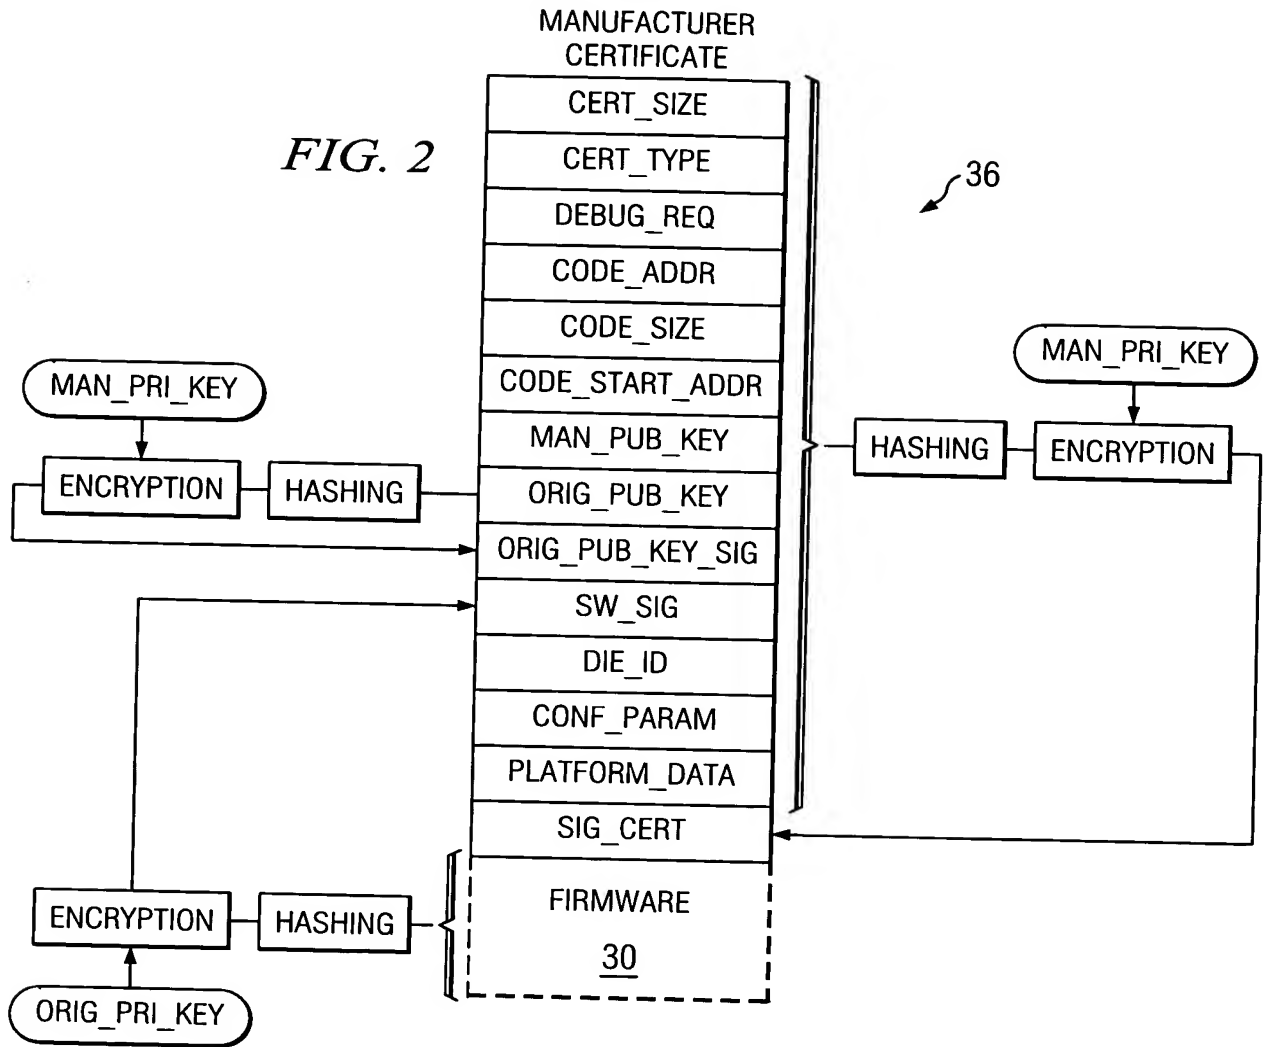 MANUFACTURER
CERTIFICATE
FIG. 2
CERT_SIZE
CERT_TYPE
DEBUG_REQ
CODE_ADDR
CODE_SIZE
CODE_START_ADDR
MAN_PUB_KEY
ORIG_PUB_KEY
ORIG_PUB_KEY_SIG
SW_SIG
DIE_ID
CONF_PARAM
PLATFORM_DATA
SIG_CERT
FIRMWARE
30
36
MAN_PRI_KEY
ENCRYPTION
HASHING
MAN_PRI_KEY
HASHING
ENCRYPTION
ENCRYPTION
HASHING
ORIG_PRI_KEY